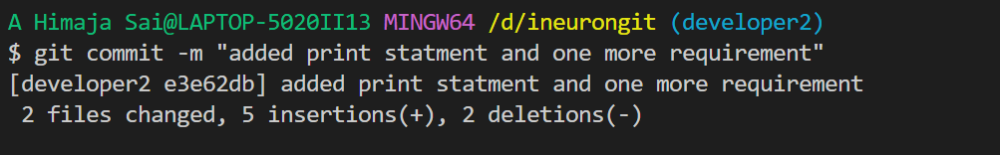 A Himaja Sai@LAPTOP-5020II13 MINGW64 /d/ineurongit (developer2)
$ git commit -m "added print statment and one more requirement"
[developer2 e3e62db] added print statment and one more requirement
 2 files changed, 5 insertions(+), 2 deletions(-)